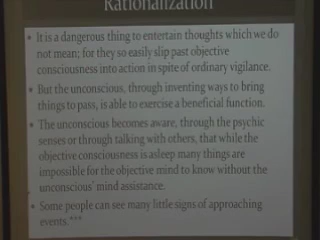 Rationalization
• It is a dangerous thing to entertain thoughts which we do
not mean; for they so easily slip past objective
consciousness into action in spite of ordinary vigilance.
• But the unconscious, through inventing ways to bring
things to pass, is able to exercise a beneficial function.
• The unconscious becomes aware, through the psychic
senses or through talking with others, that while the
objective consciousness is asleep many things are
impossible for the objective mind to know without the
unconscious' mind assistance.
• Some people can see many little signs of approaching
events.***